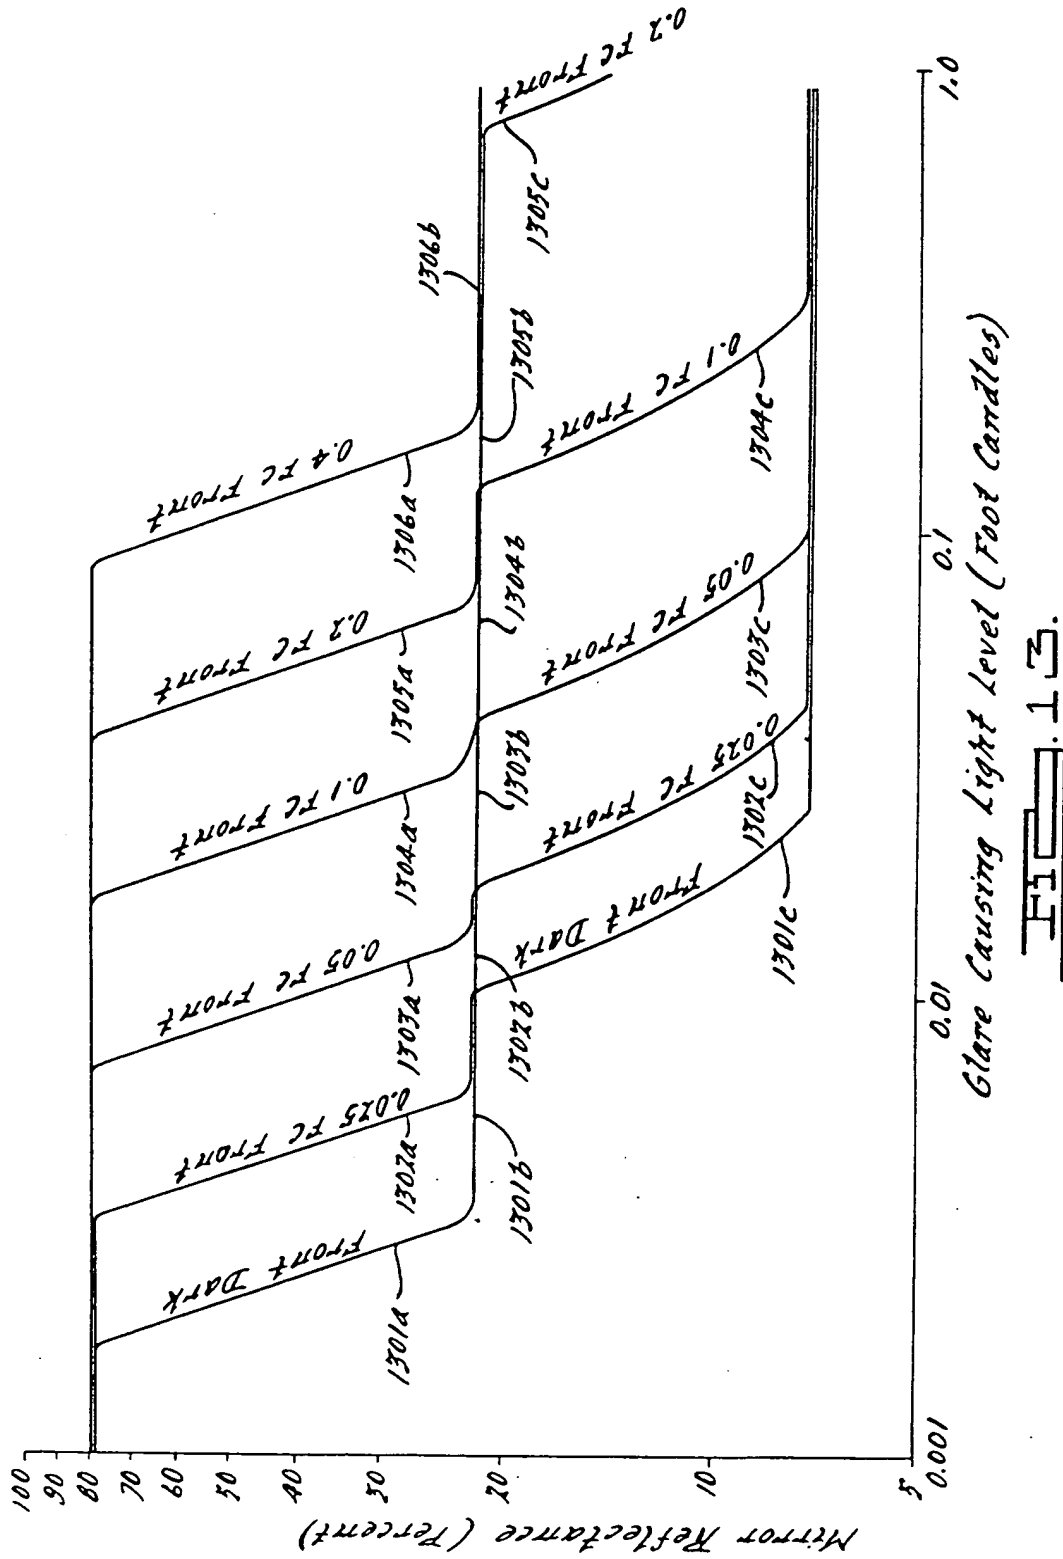 Mirror Reflectance (Percent)
100
90
80
70
60
50
40
30
20
10
5
0.001
0.01
0.1
1.0
Glare Causing Light Level (Foot Candles)
Front Dark
0.025 FC Front
0.05 FC Front
0.1 FC Front
0.2 FC Front
0.4 FC Front
1301a
1302a
1303a
1304a
1305a
1306a
1301b
1302b
1303b
1304b
1305b
1306b
Front Dark
0.025 FC Front
0.05 FC Front
0.1 FC Front
0.2 FC Front
1301c
1302c
1303c
1304c
1305c
FIG. 13.